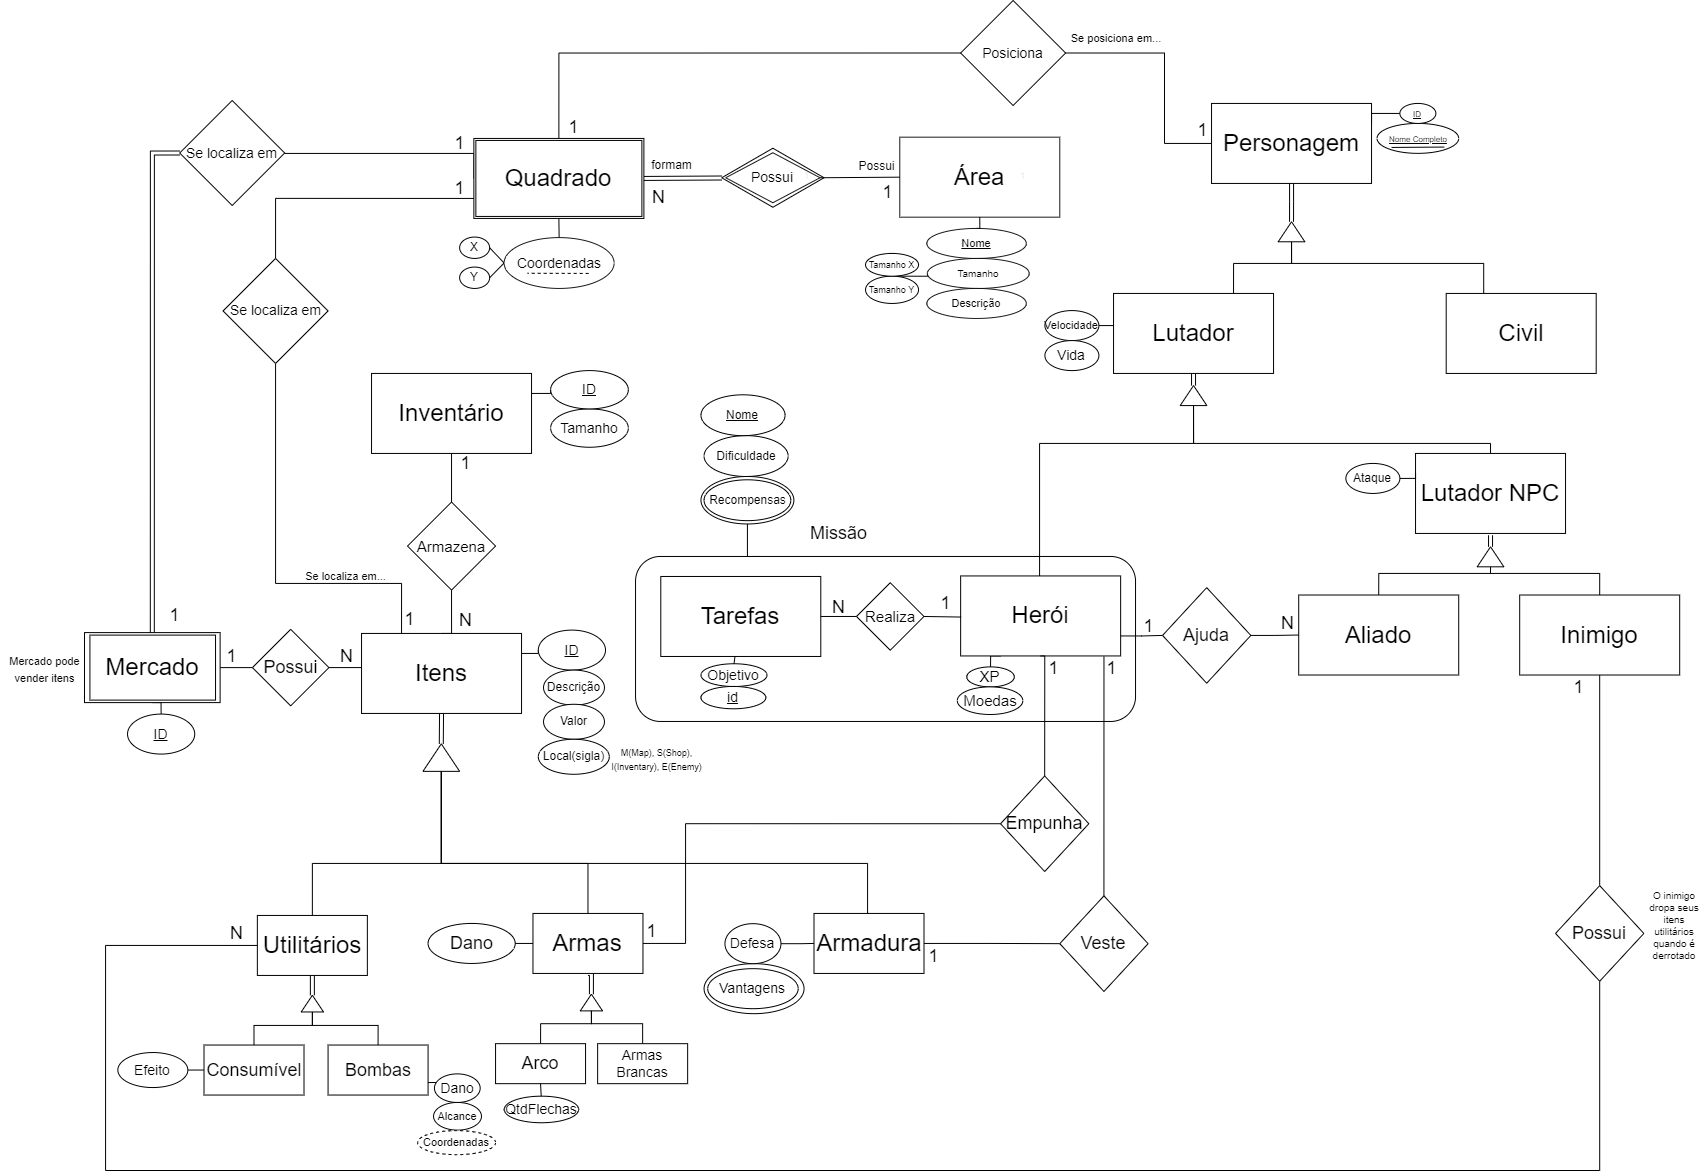 Posiciona
Se posiciona em...
1
Personagem
ID
Nome Completo
Se localiza em
1
1
Quadrado
formam
N
Possui
Possui
1
Área
1
X
Y
Coordenadas
Nome
Tamanho X
Tamanho
Tamanho Y
Descrição
Se localiza em
1
Velocidade
Vida
Lutador
Civil
Inventário
ID
Tamanho
1
Armazena
N
Se localiza em...
1
Nome
Dificuldade
Recompensas
Missão
Ataque
Lutador NPC
Tarefas
N
Realiza
1
Herói
1
Ajuda
N
Aliado
Inimigo
1
Objetivo
id
XP
Moedas
1
1
Mercado pode
vender itens
1
Mercado
1
Possui
N
Itens
ID
ID
Descrição
Valor
Local(sigla)
M(Map), S(Shop),
I(Inventary), E(Enemy)
Empunha
N
Utilitários
Armas
1
Dano
Defesa
Vantagens
Armadura
1
Veste
Possui
O inimigo
dropa seus
itens
utilitários
quando é
derrotado
Efeito
Consumível
Bombas
Dano
Alcance
Coordenadas
Arco
QtdFlechas
Armas
Brancas